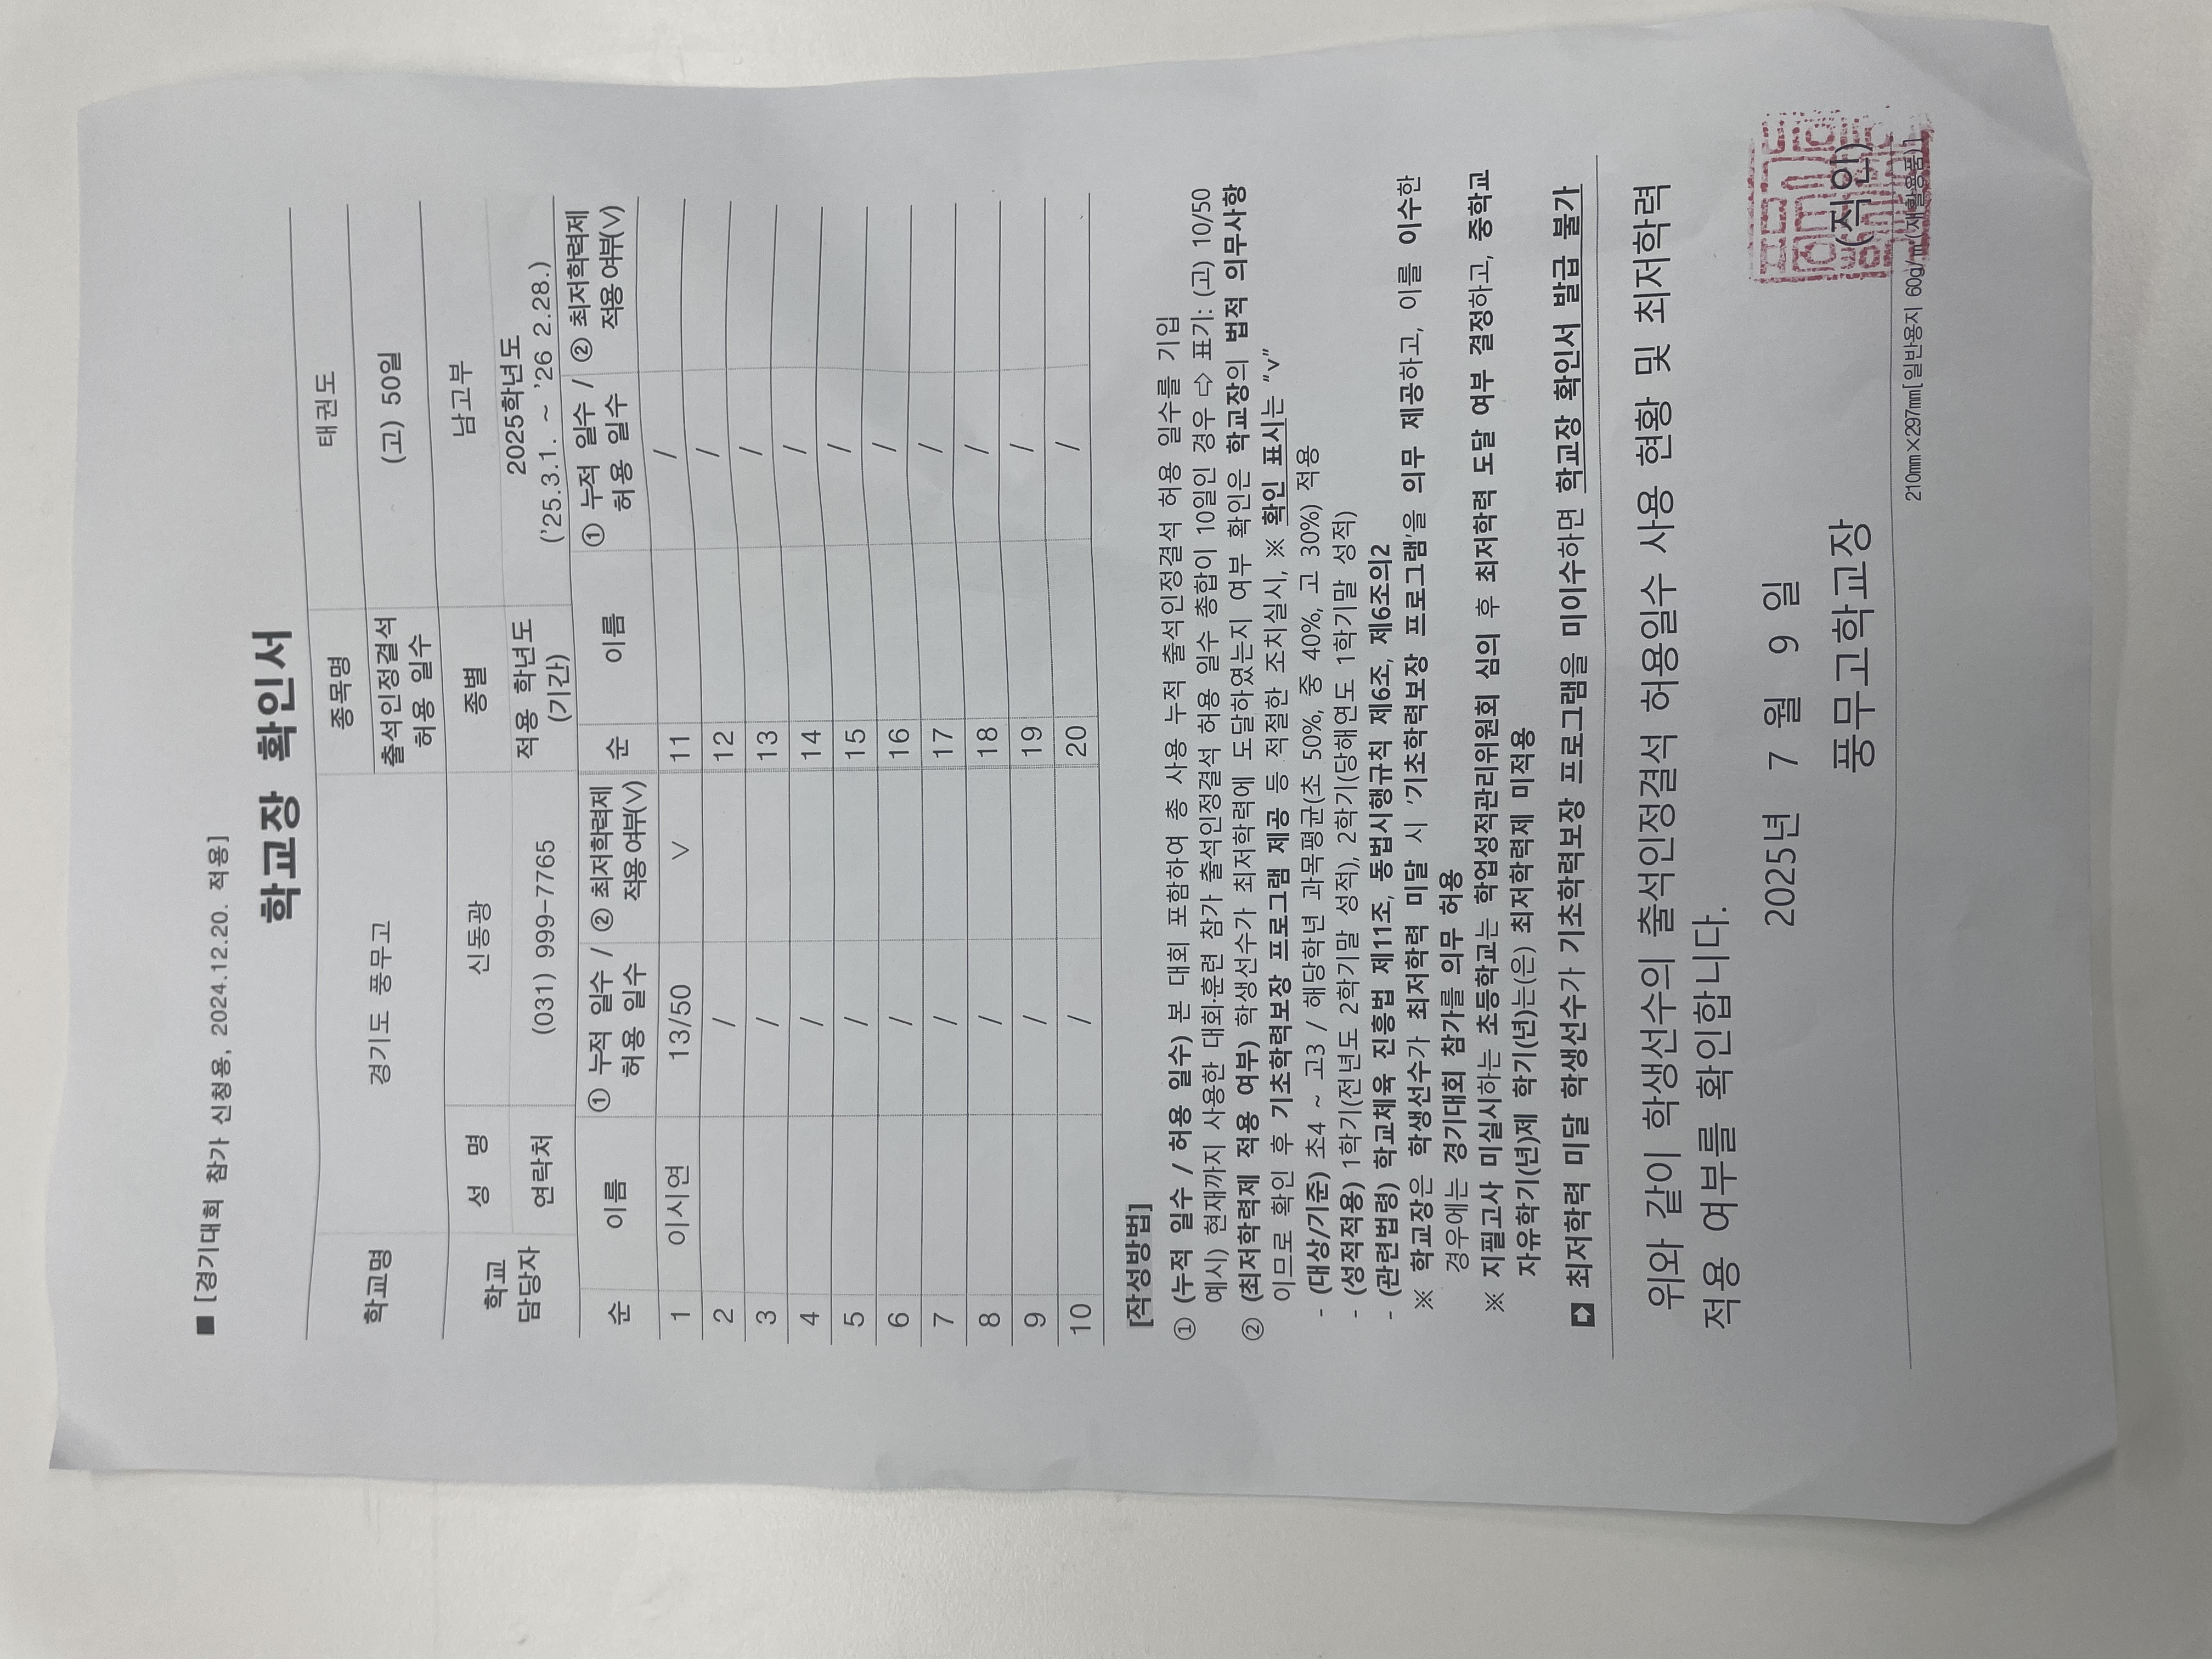 ■ [경기대회 참가 신청용, 2024.12.20. 적용]
학교장 확인서
학교명 경기도 풍무고 종목명 태권도
출석인정결석 허용 일수 (고) 50일
학교 담당자 성 명 신동광 종별 남고부
연락처 (031) 999-7765 적용 학년도 (기간) 2025학년도 ('25.3.1. ~ '26 2.28.)
순 이름 ① 누적 일수 / 허용 일수 ② 최저학력제 적용 여부(V) 순 이름 ① 누적 일수 / 허용 일수 ② 최저학력제 적용 여부(V)
1 이시연 13/50 V 11 /
2 / 12 /
3 / 13 /
4 / 14 /
5 / 15 /
6 / 16 /
7 / 17 /
8 / 18 /
9 / 19 /
10 / 20 /
[작성방법]
① (누적 일수 / 허용 일수) 본 대회 포함하여 총 사용 누적 출석인정결석 허용 일수를 기입
예시) 현재까지 사용한 대회·훈련 참가 출석인정결석 허용 일수 총합이 10일인 경우 ⇨ 표기: (고) 10/50
② (최저학력제 적용 여부) 학생선수가 최저학력에 도달하였는지 여부 확인은 학교장의 법적 의무사항
이므로 확인 후 기초학력보장 프로그램 제공 등 적절한 조치실시, ※ 확인 표시는 "v"
- (대상/기준) 초4 ~ 고3 / 해당학년 과목평균(초 50%, 중 40%, 고 30%) 적용
- (성적적용) 1학기(전년도 2학기말 성적), 2학기(당해연도 1학기말 성적)
- (관련법령) 학교체육 진흥법 제11조, 동법시행규칙 제6조, 제6조의2
※ 학교장은 학생선수가 최저학력 미달 시 '기초학력보장 프로그램'을 의무 제공하고, 이를 이수한
경우에는 경기대회 참가를 의무 허용
※ 지필고사 미실시하는 초등학교는 학업성적관리위원회 심의 후 최저학력 도달 여부 결정하고, 중학교
자유학기(년)제 학기(년)는(은) 최저학력제 미적용
최저학력 미달 학생선수가 기초학력보장 프로그램을 미이수하면 학교장 확인서 발급 불가
위와 같이 학생선수의 출석인정결석 허용일수 사용 현황 및 최저학력
적용 여부를 확인합니다.
2025년 7 월 9 일
풍무고학교장 (직인)
210㎜×297㎜[일반용지 60g/㎡(재활용품)]